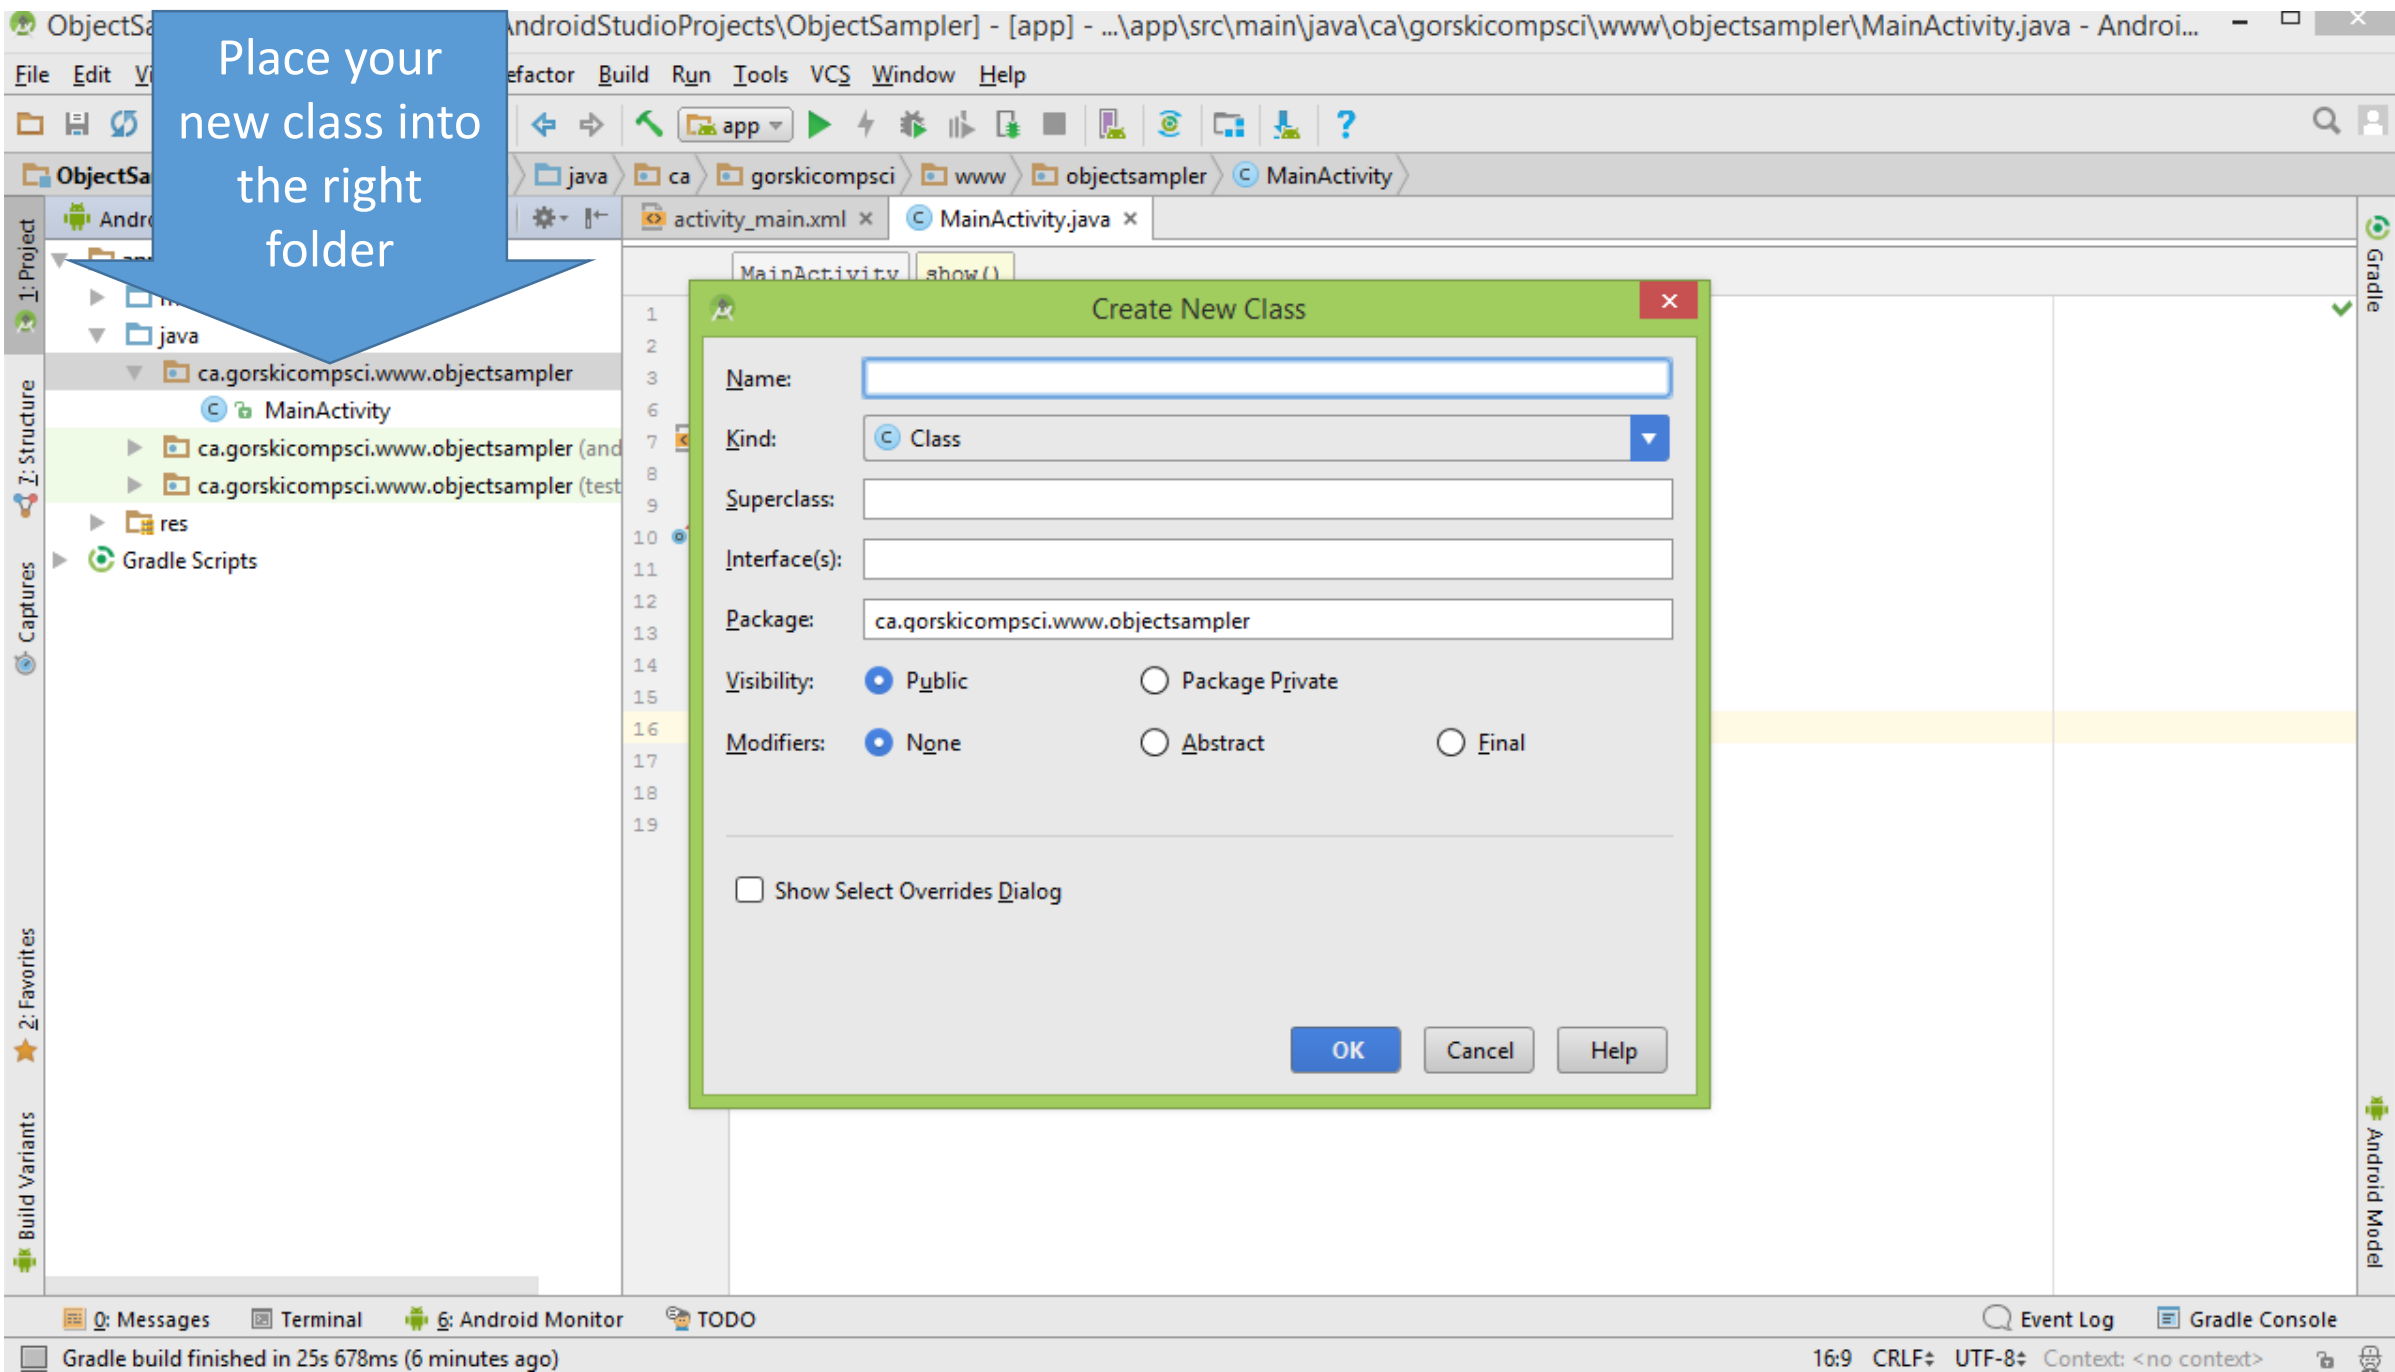 ObjectSa
AndroidStudioProjects\ObjectSampler] - [app] - ...\app\src\main\java\ca\gorskicompsci\www\objectsampler\MainActivity.java - Androi...
Place your
new class into
the right
folder
File Edit Vi
efactor Build Run Tools VCS Window Help
app
ObjectSa
java ca gorskicompsci www objectsampler MainActivity
Andro
activity_main.xml MainActivity.java
1: Project
7: Structure
Captures
2: Favorites
Build Variants
java
ca.gorskicompsci.www.objectsampler
MainActivity
ca.gorskicompsci.www.objectsampler (and
ca.gorskicompsci.www.objectsampler (test
res
Gradle Scripts
MainActivity show()
1
2
3
6
7
8
9
10
11
12
13
14
15
16
17
18
19
Create New Class
Name:
Kind: Class
Superclass:
Interface(s):
Package: ca.gorskicompsci.www.objectsampler
Visibility: Public Package Private
Modifiers: None Abstract Final
Show Select Overrides Dialog
OK Cancel Help
Gradle
Android Model
0: Messages Terminal 6: Android Monitor TODO
Event Log Gradle Console
Gradle build finished in 25s 678ms (6 minutes ago)
16:9 CRLF UTF-8 Context: <no context>